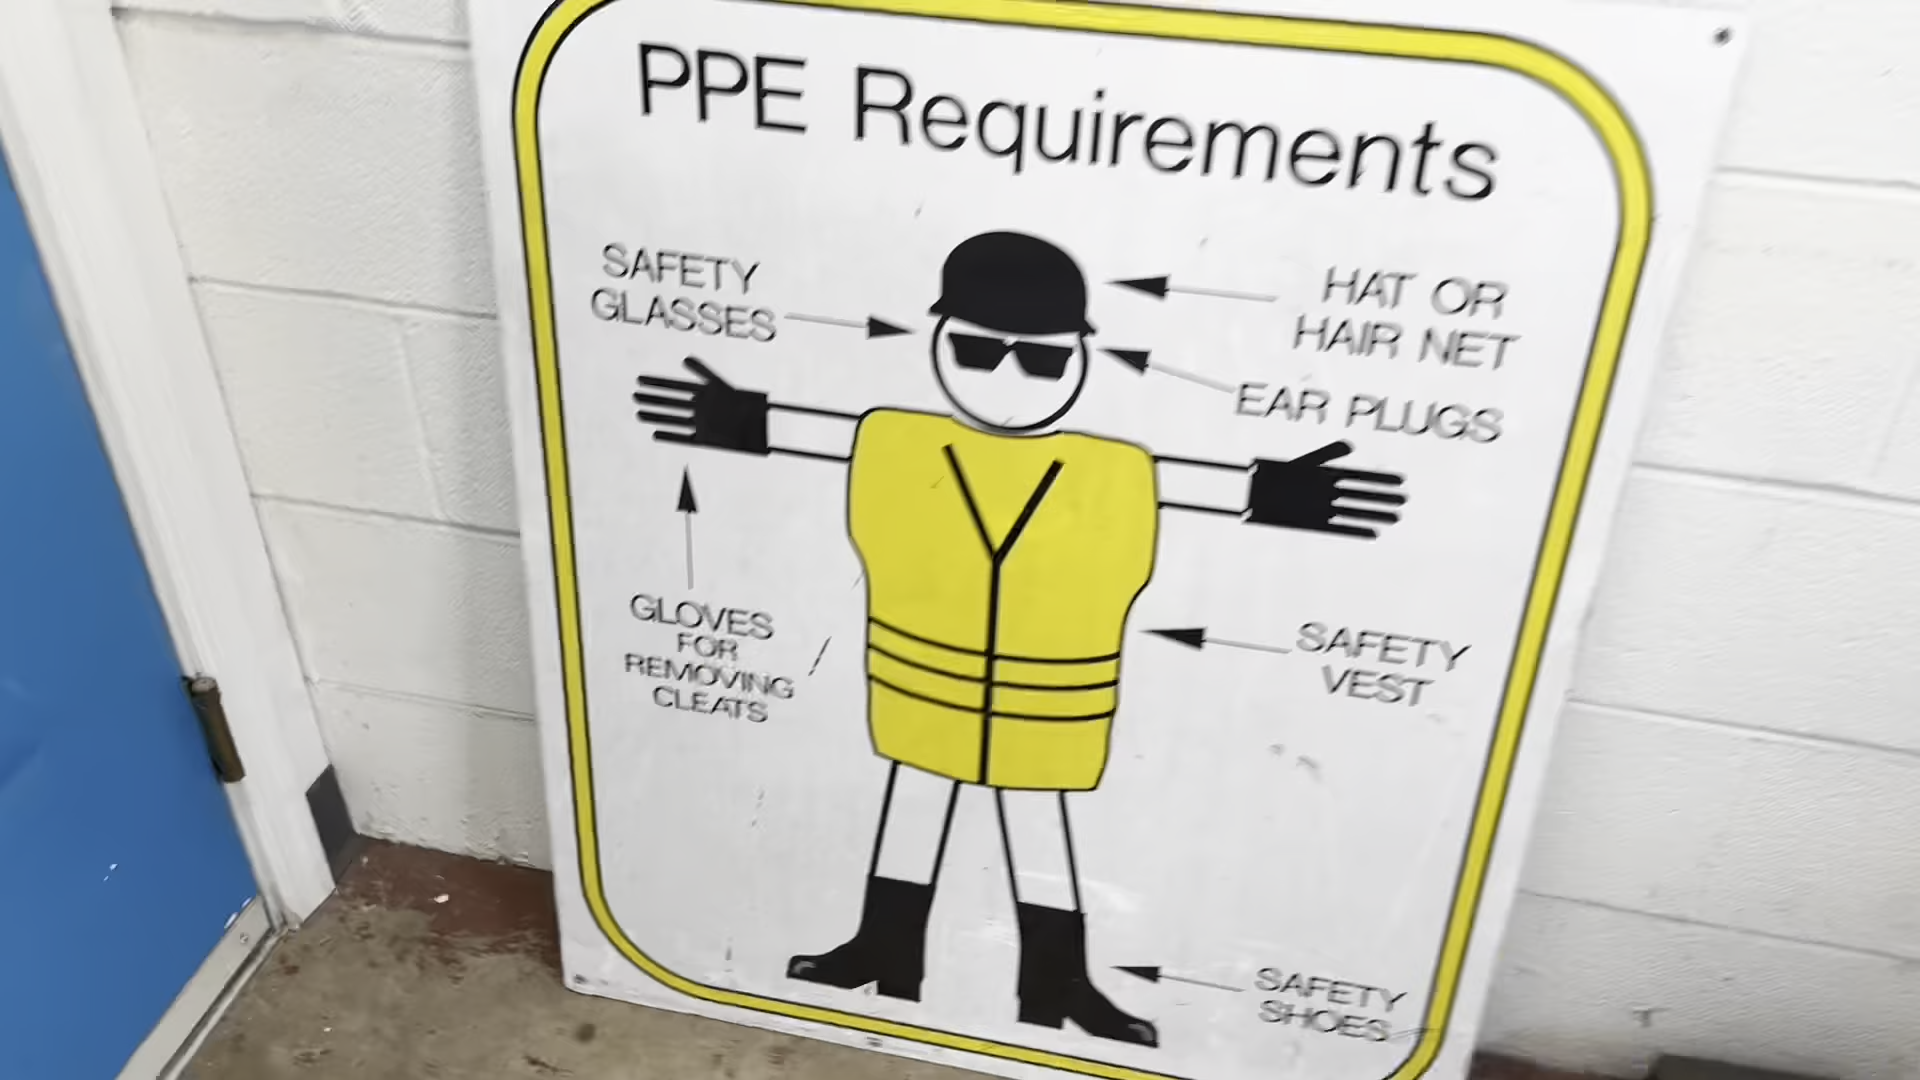 PPE Requirements
SAFETY
GLASSES
HAT OR
HAIR NET
EAR PLUGS
GLOVES
FOR
REMOVING
CLEATS
SAFETY
VEST
SAFETY
SHOES